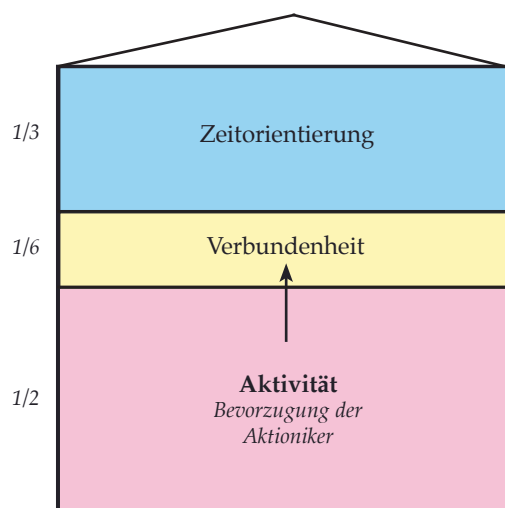 1/3
Zeitorientierung
1/6
Verbundenheit
1/2
Aktivität
Bevorzugung der
Aktioniker